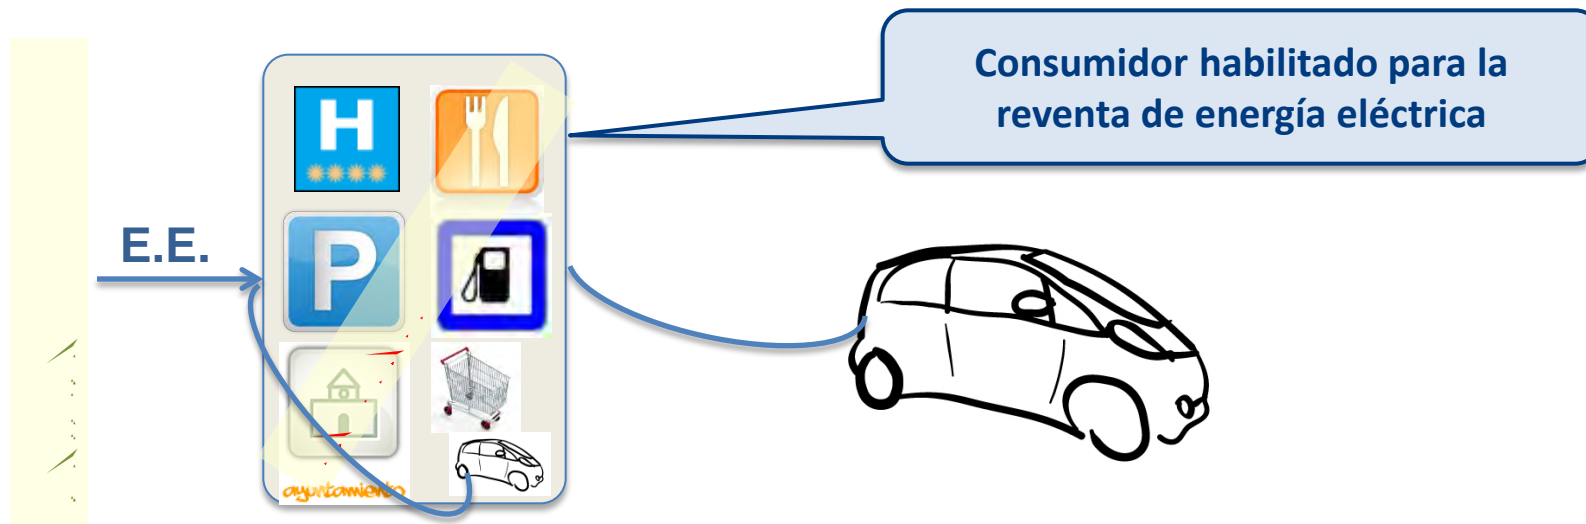 Consumidor habilitado para la
reventa de energía eléctrica
H
E.E.
P
ayuntamiento